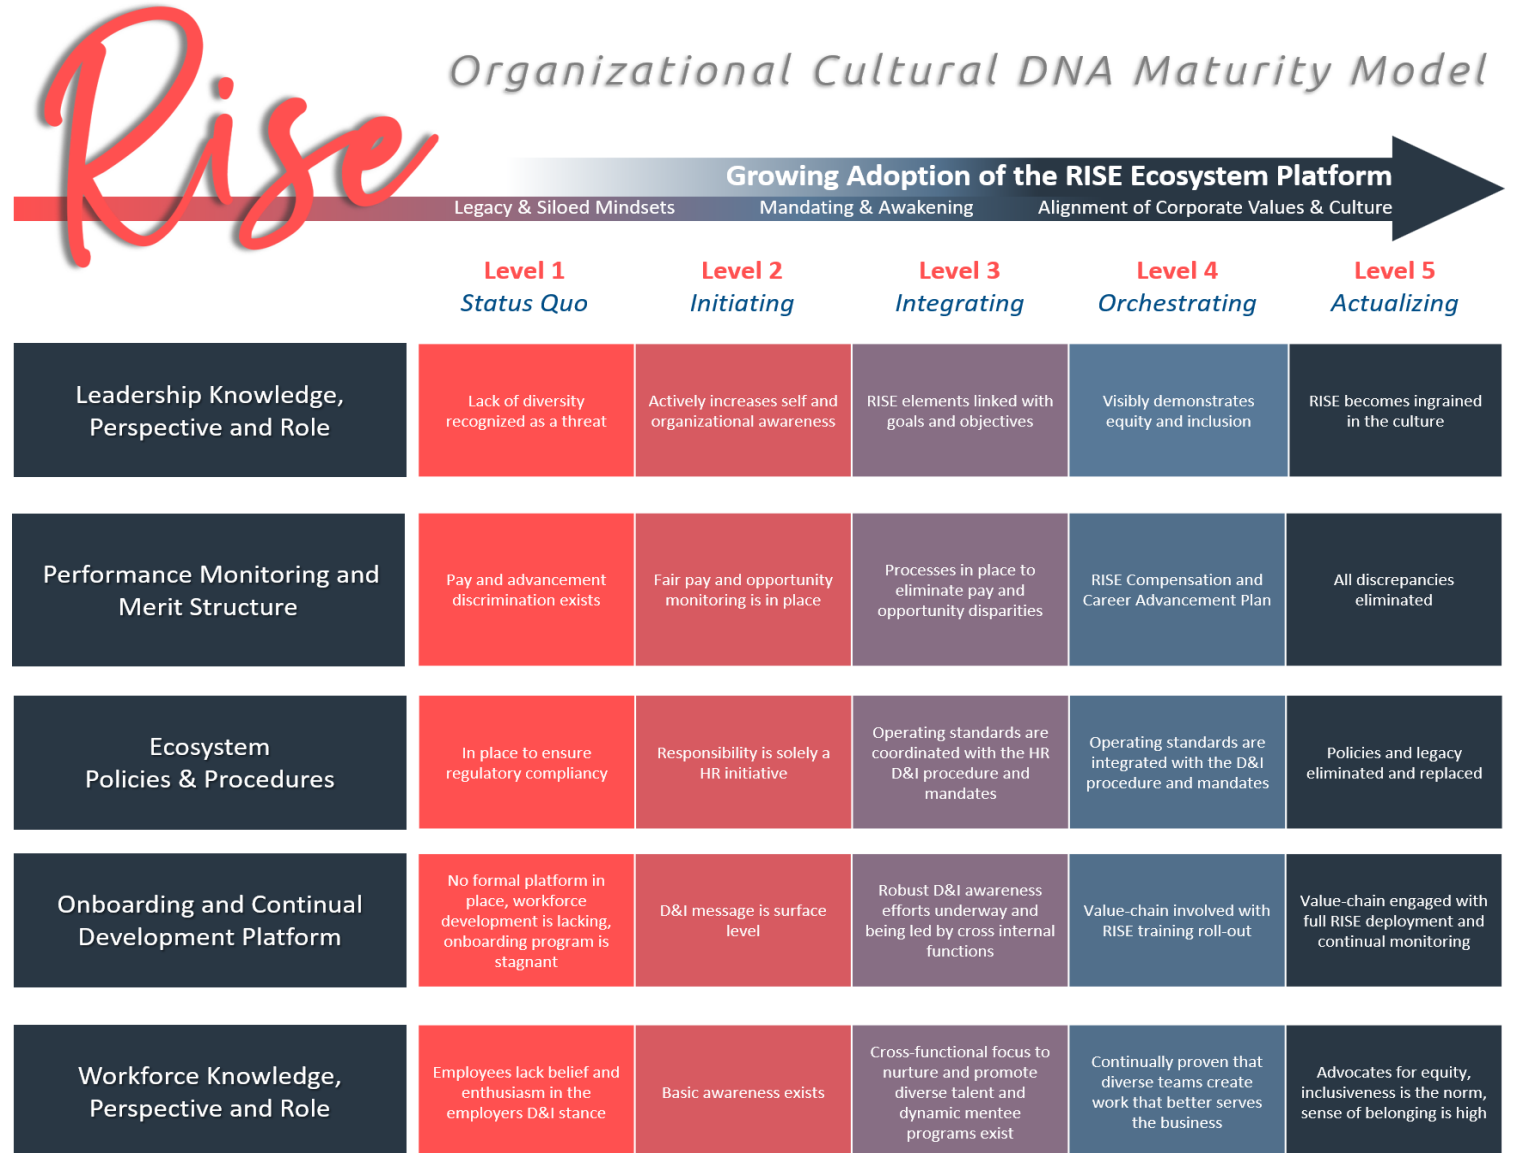 Rise
Organizational Cultural DNA Maturity Model
Growing Adoption of the RISE Ecosystem Platform
Legacy & Siloed Mindsets
Mandating & Awakening
Alignment of Corporate Values & Culture
Level 1
Status Quo
Level 2
Initiating
Level 3
Integrating
Level 4
Orchestrating
Level 5
Actualizing
Leadership Knowledge,
Perspective and Role
Lack of diversity
recognized as a threat
Actively increases self and
organizational awareness
RISE elements linked with
goals and objectives
Visibly demonstrates
equity and inclusion
RISE becomes ingrained
in the culture
Performance Monitoring and
Merit Structure
Pay and advancement
discrimination exists
Fair pay and opportunity
monitoring is in place
Processes in place to
eliminate pay and
opportunity disparities
RISE Compensation and
Career Advancement Plan
All discrepancies
eliminated
Ecosystem
Policies & Procedures
In place to ensure
regulatory compliancy
Responsibility is solely a
HR initiative
Operating standards are
coordinated with the HR
D&I procedure and
mandates
Operating standards are
integrated with the D&I
procedure and mandates
Policies and legacy
eliminated and replaced
Onboarding and Continual
Development Platform
No formal platform in
place, workforce
development is lacking,
onboarding program is
stagnant
D&I message is surface
level
Robust D&I awareness
efforts underway and
being led by cross internal
functions
Value-chain involved with
RISE training roll-out
Value-chain engaged with
full RISE deployment and
continual monitoring
Workforce Knowledge,
Perspective and Role
Employees lack belief and
enthusiasm in the
employers D&I stance
Basic awareness exists
Cross-functional focus to
nurture and promote
diverse talent and
dynamic mentee
programs exist
Continually proven that
diverse teams create
work that better serves
the business
Advocates for equity,
inclusiveness is the norm,
sense of belonging is high